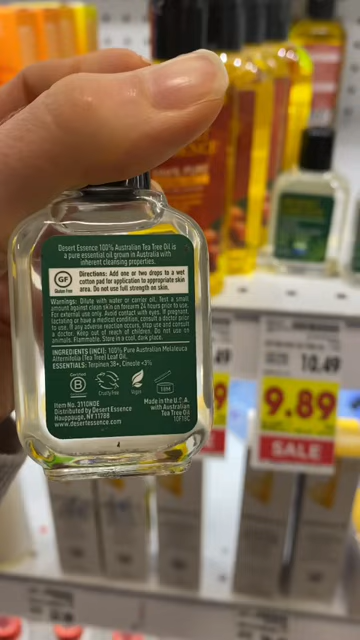 Desert Essence 100% Australian Tea Tree Oil is
a pure essential oil grown in Australia with
inherent cleansing properties.
GF
Gluten Free
Directions: Add one or two drops to a wet
cotton pad for application to appropriate skin
area. Do not use full strength on skin.
Warnings: Dilute with water or carrier oil. Test a small
amount against clean skin on forearm 24 hours prior to use.
For external use only. Avoid contact with eyes. If pregnant,
lactating or have a medical condition, consult a doctor prior
to use. If any adverse reaction occurs, stop use and consult
a doctor. Keep out of reach of children. Do not use on
animals. Flammable. Store in a cool, dark place.
INGREDIENTS (INCI): 100% Pure Australian Melaleuca
Alternifolia (Tea Tree) Leaf Oil.
ESSENTIALS: Terpinen 38+, Cineole <3%
Certified
B
Cruelty Free
Vegan
18M
Item No. 3110NDE
Distributed by Desert Essence
Hauppauge, NY 11788
www.desertessence.com
Made in the U.S.A.
with Australian
Tea Tree Oil
10.49
9.89
SALE